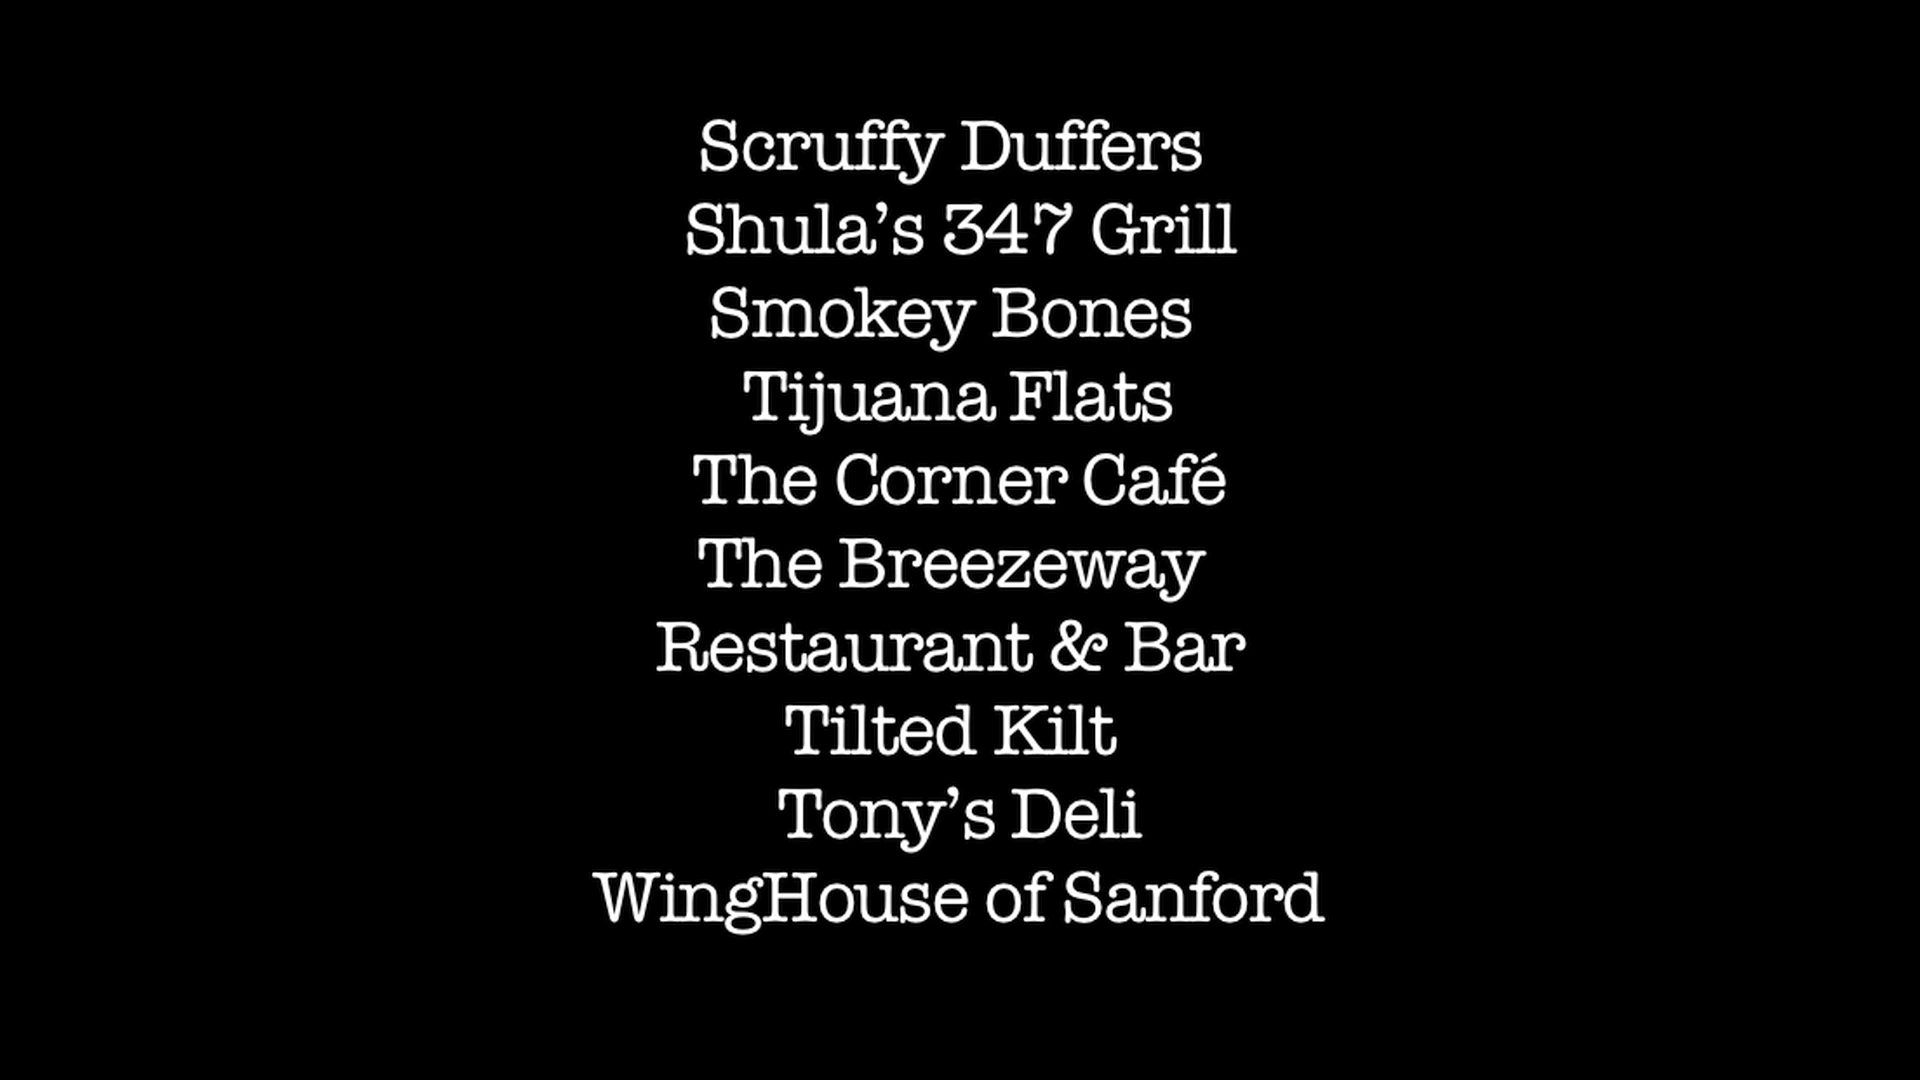 Scruffy Duffers
Shula’s 347 Grill
Smokey Bones
Tijuana Flats
The Corner Café
The Breezeway
Restaurant & Bar
Tilted Kilt
Tony’s Deli
WingHouse of Sanford